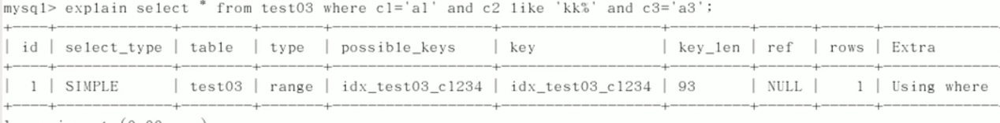 mysql> explain select * from test03 where c1='a1' and c2 like 'kk%' and c3='a3';
+----+-------------+--------+-------+-----------------+-----------------+---------+------+------+-------------
| id | select_type | table | type | possible_keys | key | key_len | ref | rows | Extra
| 1 | SIMPLE | test03 | range | idx_test03_c1234 | idx_test03_c1234 | 93 | NULL | 1 | Using where